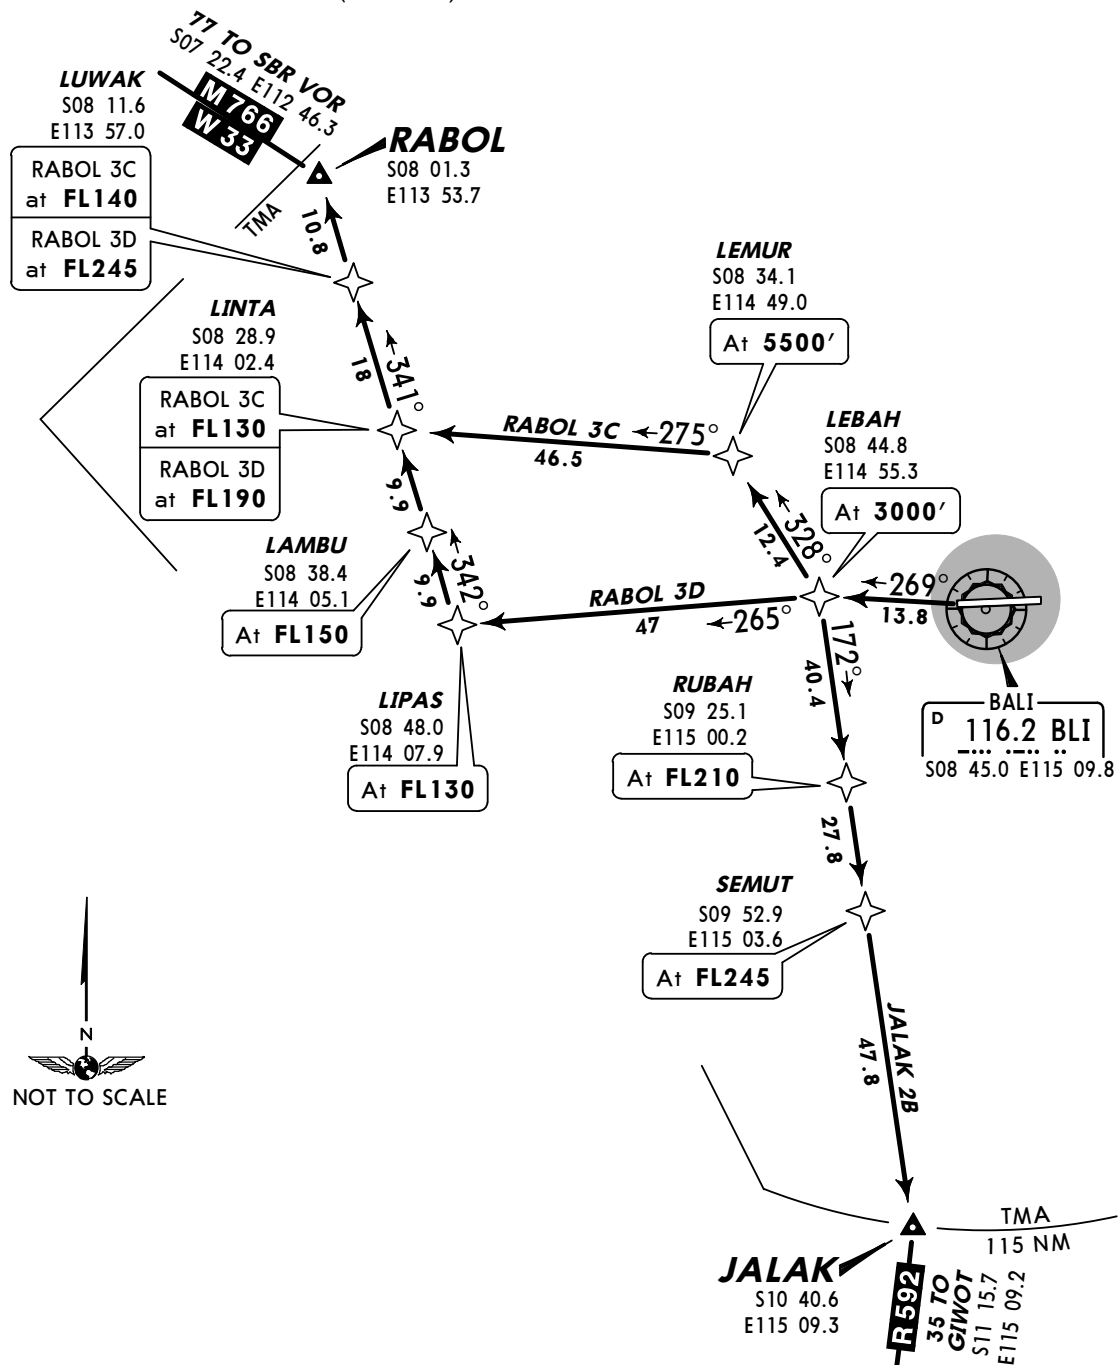 77 TO SBR VOR
S07 22.4 E112 46.3
M 766
W 33
LUWAK
S08 11.6
E113 57.0
RABOL 3C
at FL140
RABOL 3D
at FL245
RABOL
S08 01.3
E113 53.7
TMA
10.8
LEMUR
S08 34.1
E114 49.0
At 5500'
LINTA
S08 28.9
E114 02.4
RABOL 3C
at FL130
RABOL 3D
at FL190
18
341°
RABOL 3C
275°
46.5
LEBAH
S08 44.8
E114 55.3
At 3000'
9.9
328°
12.4
LAMBU
S08 38.4
E114 05.1
At FL150
342°
9.9
RABOL 3D
265°
47
269°
13.8
172°
40.4
LIPAS
S08 48.0
E114 07.9
At FL130
RUBAH
S09 25.1
E115 00.2
At FL210
BALI
D 116.2 BLI
S08 45.0 E115 09.8
27.8
SEMUT
S09 52.9
E115 03.6
At FL245
N
NOT TO SCALE
JALAK 2B
47.8
TMA
115 NM
JALAK
S10 40.6
E115 09.3
R 592
35 TO
GIWOT
S11 15.7
E115 09.2